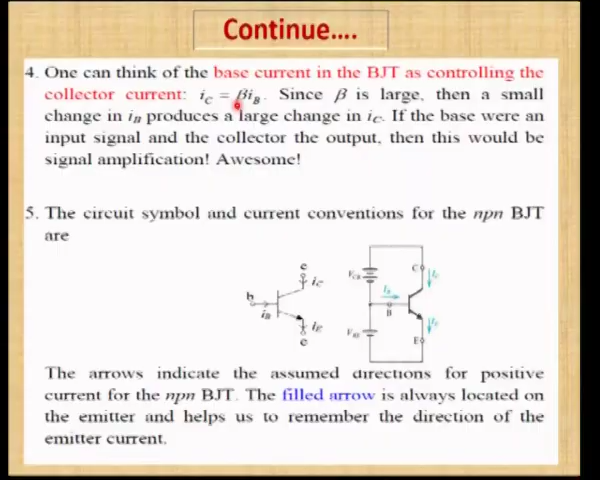 Continue....
4. One can think of the base current in the BJT as controlling the
collector current: iC = βiB. Since β is large, then a small
change in iB produces a large change in iC. If the base were an
input signal and the collector the output, then this would be
signal amplification! Awesome!
5. The circuit symbol and current conventions for the npn BJT
are
c
iC
b
iB
iE
e
C
IC
IB
B
IE
E
The arrows indicate the assumed directions for positive
current for the npn BJT. The filled arrow is always located on
the emitter and helps us to remember the direction of the
emitter current.